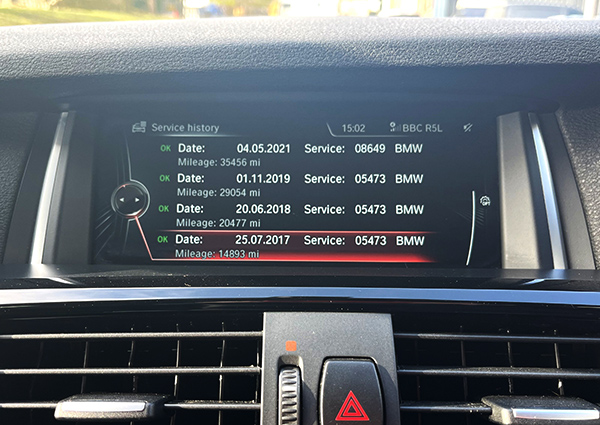 Service history 15:02 BBC R5L
OK Date: 04.05.2021 Service: 08649 BMW
Mileage: 35456 mi
OK Date: 01.11.2019 Service: 05473 BMW
Mileage: 29054 mi
OK Date: 20.06.2018 Service: 05473 BMW
Mileage: 20477 mi
OK Date: 25.07.2017 Service: 05473 BMW
Mileage: 14893 mi
OFF